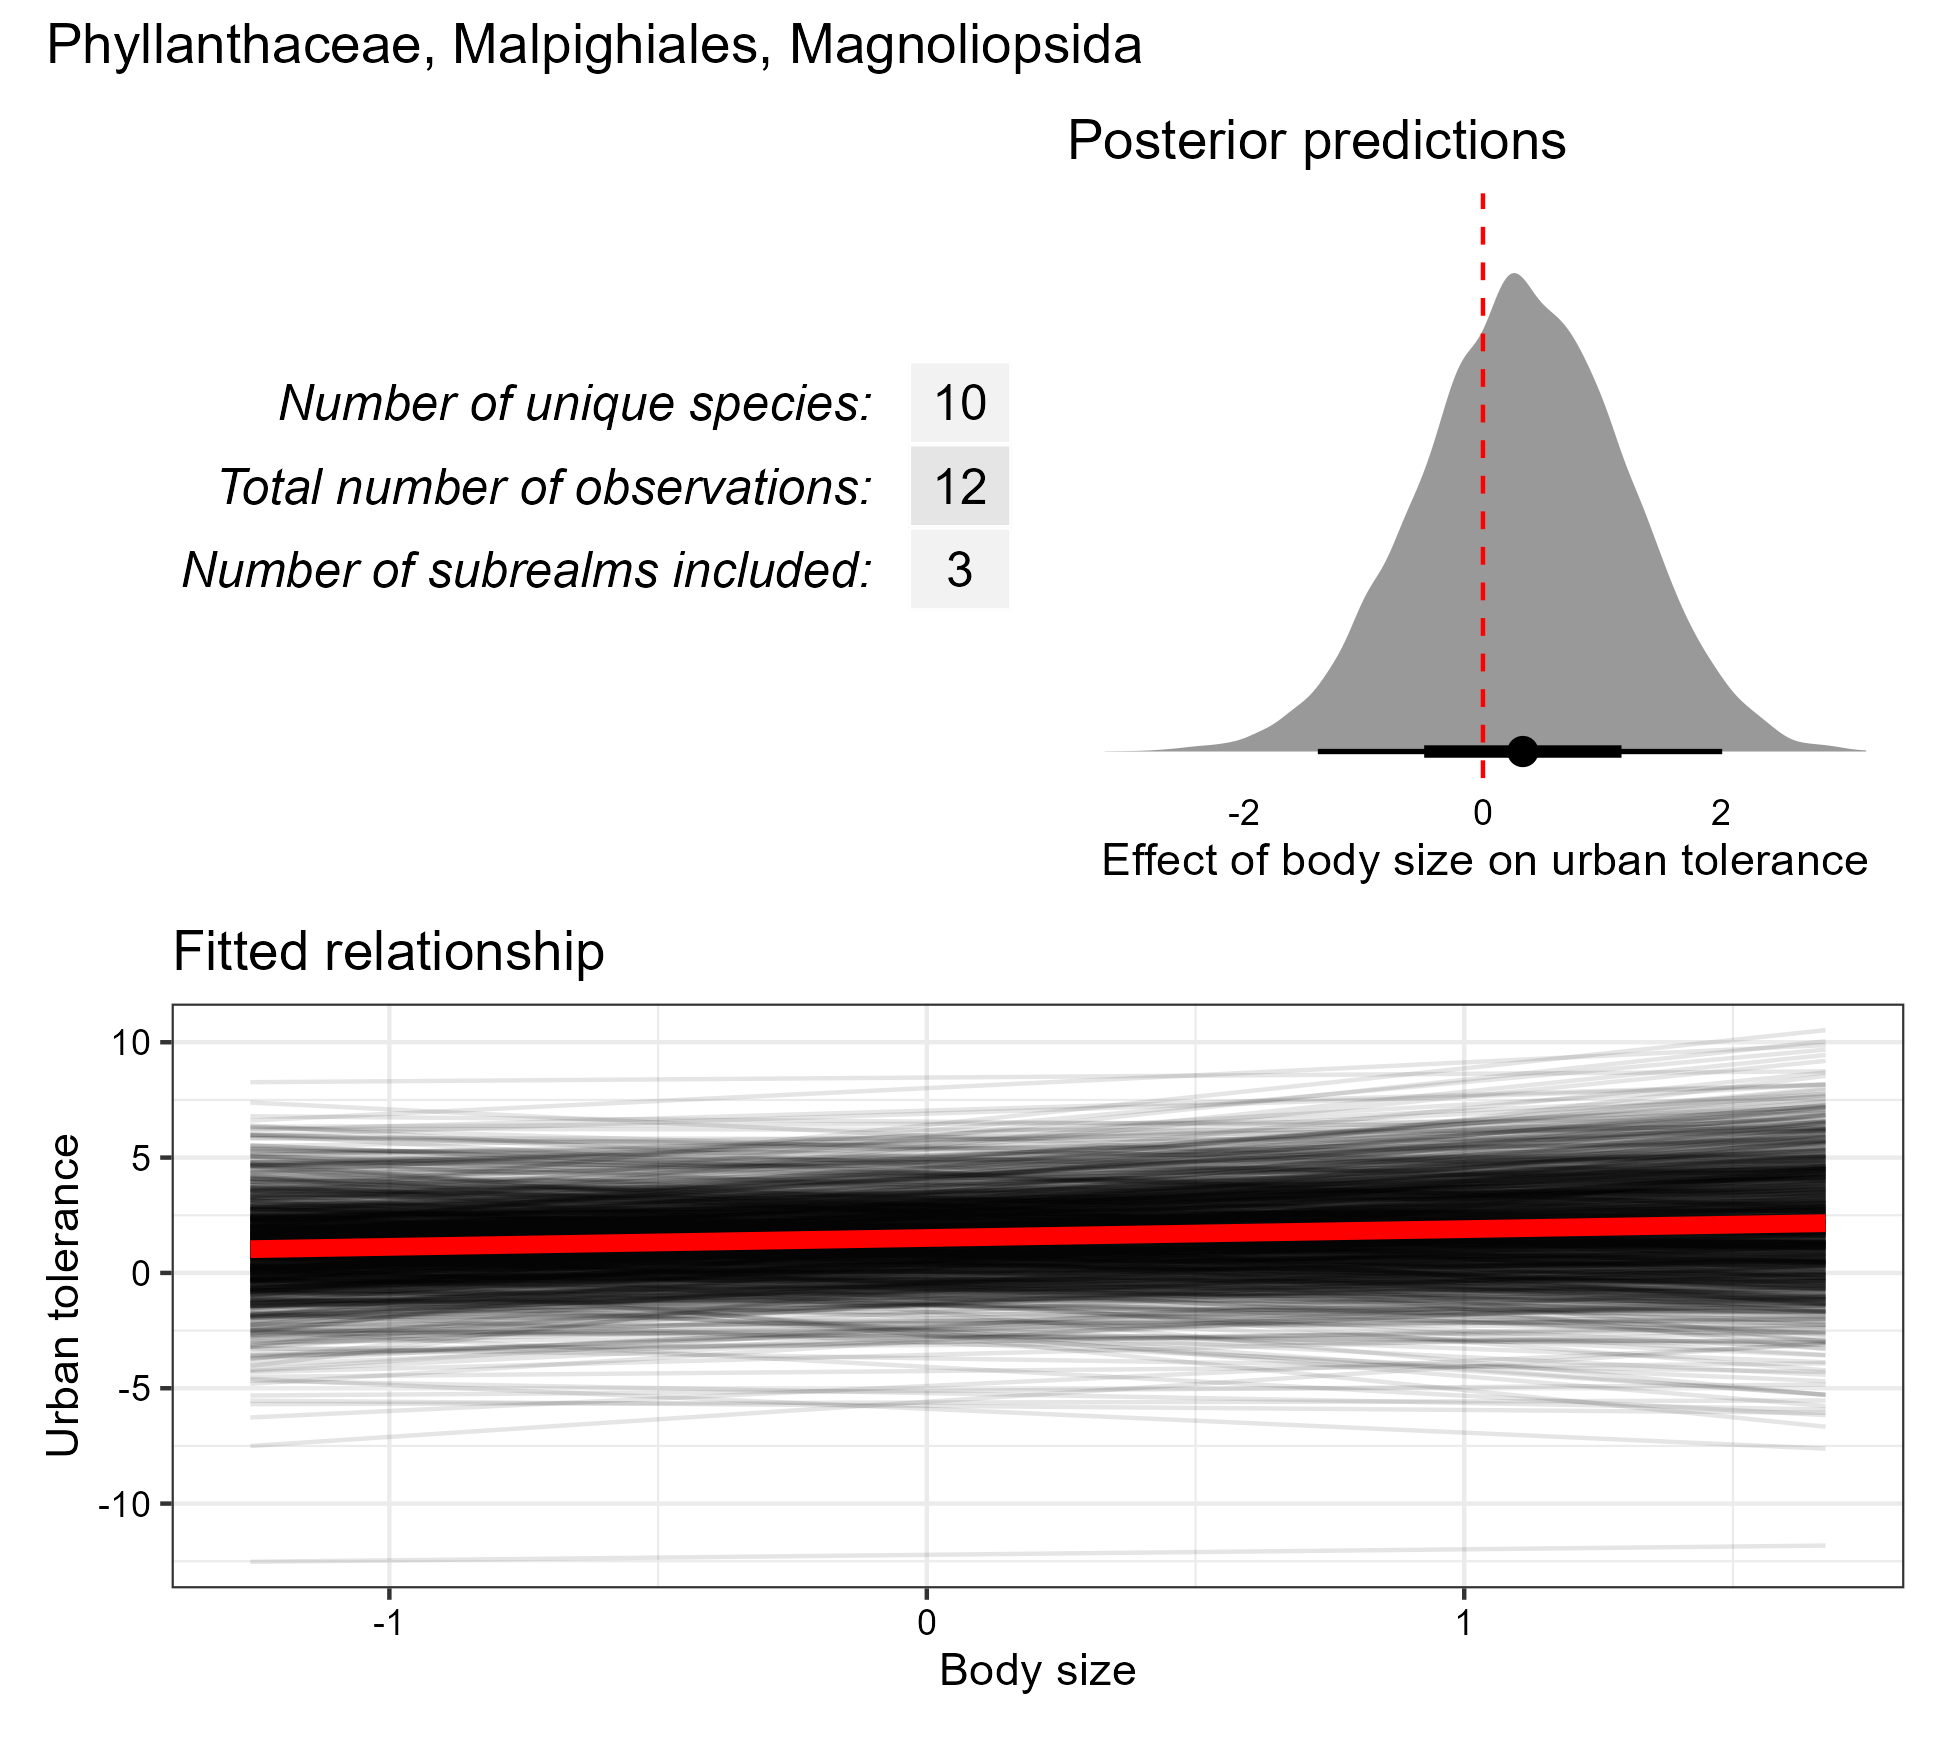 Phyllanthaceae, Malpighiales, Magnoliopsida
Posterior predictions
Number of unique species: 10
Total number of observations: 12
Number of subrealms included: 3
-2 0 2
Effect of body size on urban tolerance
Fitted relationship
10
5
0
-5
-10
Urban tolerance
-1 0 1
Body size